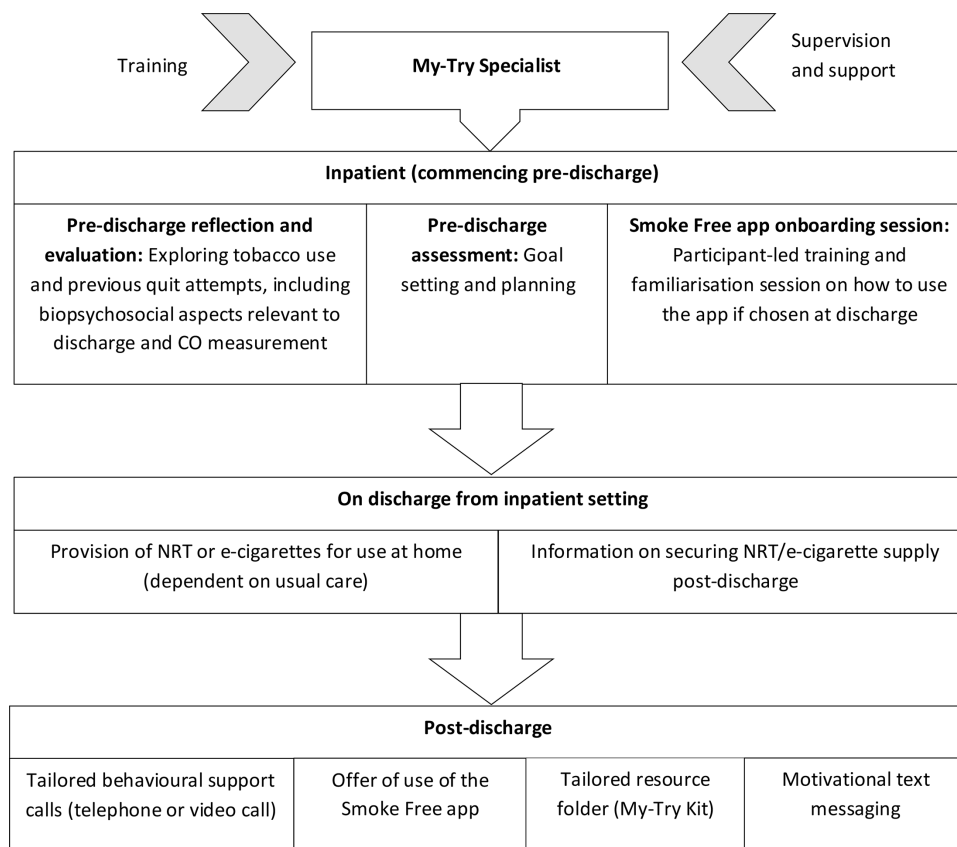 Training
My-Try Specialist
Supervision
and support
Inpatient (commencing pre-discharge)
Pre-discharge reflection and
evaluation: Exploring tobacco use
and previous quit attempts, including
biopsychosocial aspects relevant to
discharge and CO measurement
Pre-discharge
assessment: Goal
setting and planning
Smoke Free app onboarding session:
Participant-led training and
familiarisation session on how to use
the app if chosen at discharge
On discharge from inpatient setting
Provision of NRT or e-cigarettes for use at home
(dependent on usual care)
Information on securing NRT/e-cigarette supply
post-discharge
Post-discharge
Tailored behavioural support
calls (telephone or video call)
Offer of use of the
Smoke Free app
Tailored resource
folder (My-Try Kit)
Motivational text
messaging